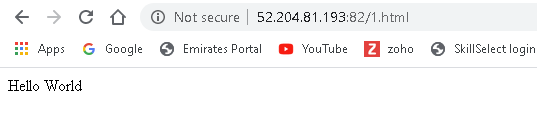 Not secure | 52.204.81.193:82/1.html
Apps G Google Emirates Portal YouTube Z zoho SkillSelect login
Hello World